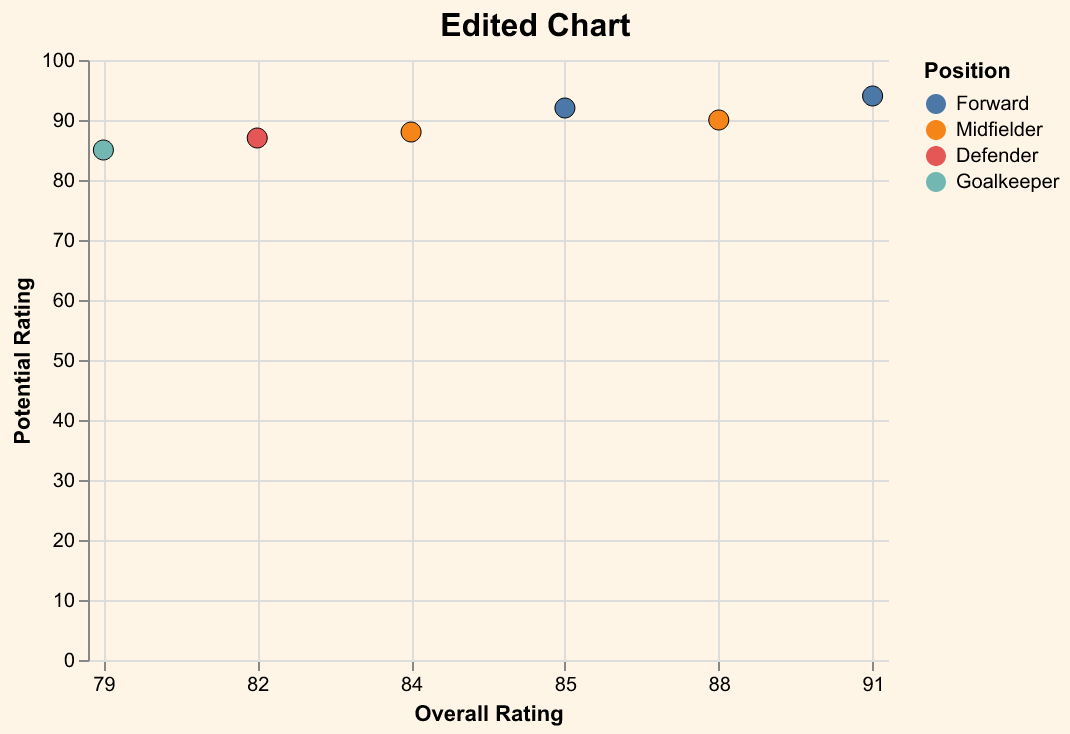 Edited Chart
Potential Rating
100
90
80
70
60
50
40
30
20
10
0
79 82 84 85 88 91
Overall Rating
Position
Forward
Midfielder
Defender
Goalkeeper